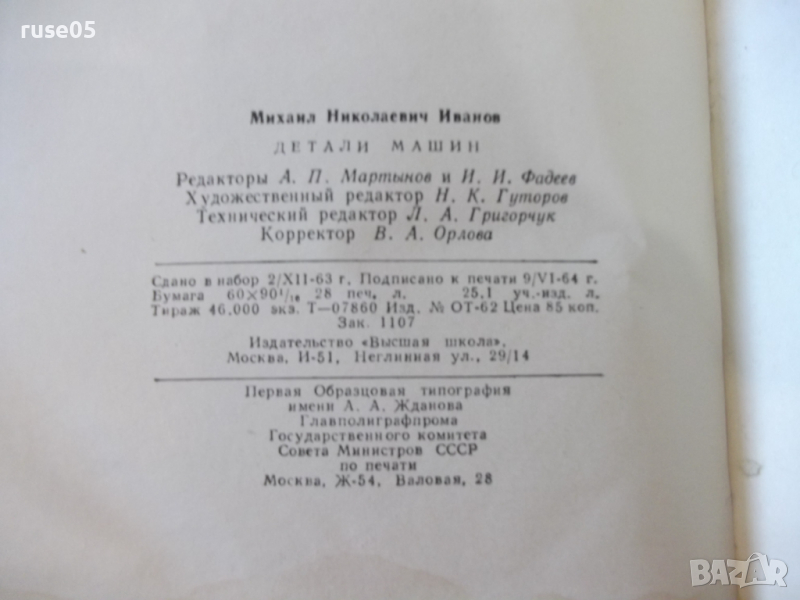 ruse05
Михаил Николаевич Иванов
ДЕТАЛИ МАШИН
Редакторы А. П. Мартынов и И. И. Фадеев
Художественный редактор Н. К. Гуторов
Технический редактор Л. А. Григорчук
Корректор В. А. Орлова
Сдано в набор 2/XII-63 г. Подписано к печати 9/VI-64 г.
Бумага 60×90¹/₁₆ 28 печ. л. 25,1 уч.-изд. л.
Тираж 46.000 экз. Т—07860 Изд. № ОТ-62 Цена 85 коп.
Зак. 1107
Издательство «Высшая школа»,
Москва, И-51, Неглинная ул., 29/14
Первая Образцовая типография
имени А. А. Жданова
Главполиграфпрома
Государственного комитета
Совета Министров СССР
по печати
Москва, Ж-54, Валовая, 28
BAZAR